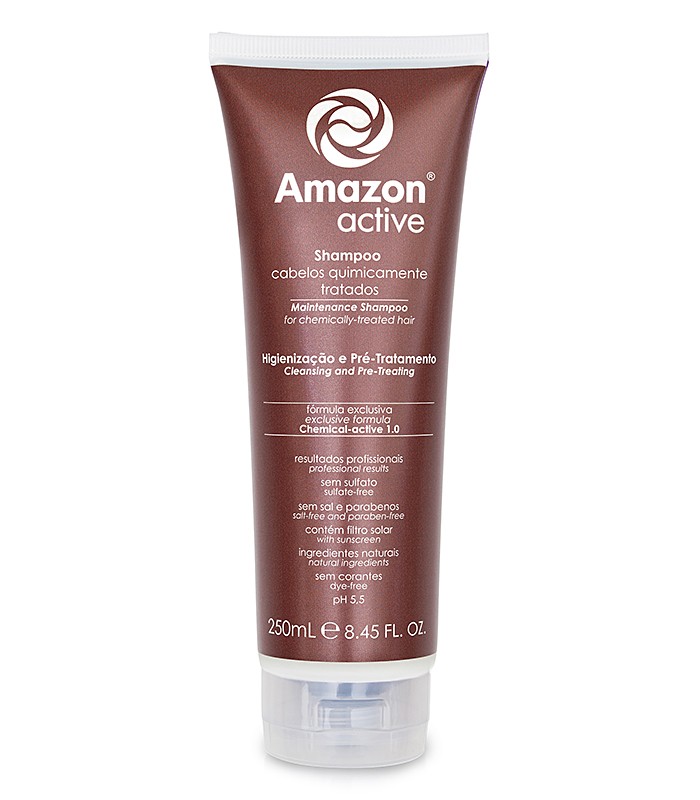 Amazon®
active
Shampoo
cabelos quimicamente
tratados
Maintenance Shampoo
for chemically-treated hair
Higienização e Pré-Tratamento
Cleansing and Pre-Treating
fórmula exclusiva
exclusive formula
Chemical-active 1.0
resultados profissionais
professional results
sem sulfato
sulfate-free
sem sal e parabenos
salt-free and paraben-free
contém filtro solar
with sunscreen
ingredientes naturais
natural ingredients
sem corantes
dye-free
pH 5,5
250mL ℮ 8.45 FL. OZ.